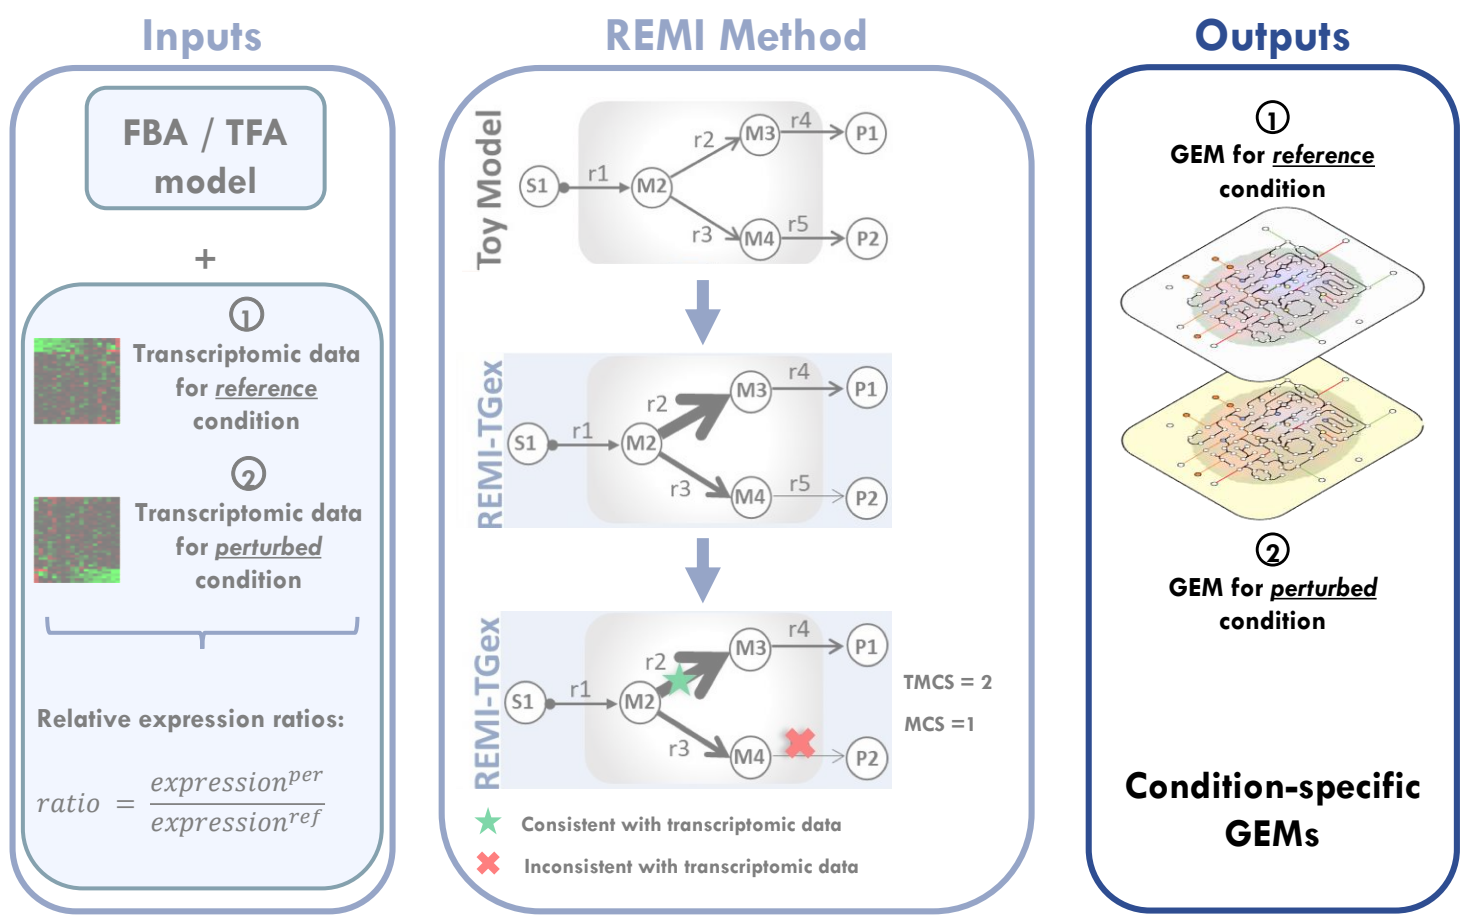 Inputs
FBA / TFA
model
+
1
Transcriptomic data
for reference
condition
2
Transcriptomic data
for perturbed
condition
Relative expression ratios:
ratio = expression^per / expression^ref
REMI Method
Toy Model
S1
r1
M2
r2
M3
r4
P1
r3
M4
r5
P2
REMI-TGex
S1
r1
M2
r2
M3
r4
P1
r3
M4
r5
P2
REMI-TGex
S1
r1
M2
r2
M3
r4
P1
r3
M4
P2
TMCS = 2
MCS =1
Consistent with transcriptomic data
Inconsistent with transcriptomic data
Outputs
1
GEM for reference
condition
2
GEM for perturbed
condition
Condition-specific
GEMs